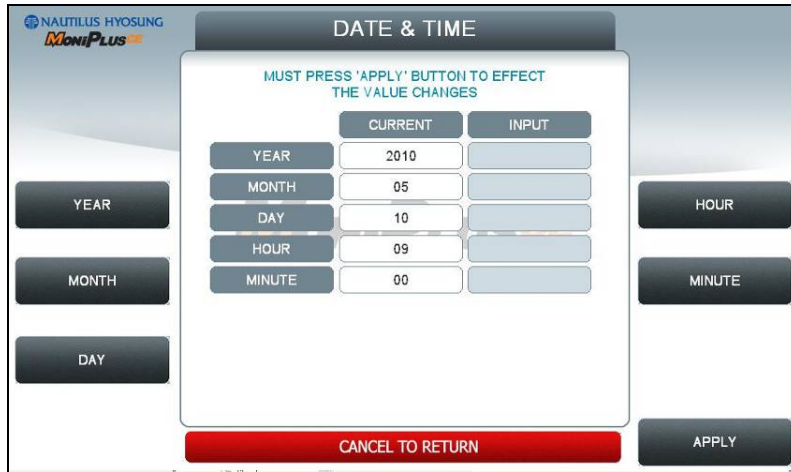 NAUTILUS HYOSUNG
MoniPlusCE
DATE & TIME
MUST PRESS 'APPLY' BUTTON TO EFFECT
THE VALUE CHANGES
CURRENT INPUT
YEAR 2010
MONTH 05
DAY 10
HOUR 09
MINUTE 00
YEAR
MONTH
DAY
HOUR
MINUTE
APPLY
CANCEL TO RETURN